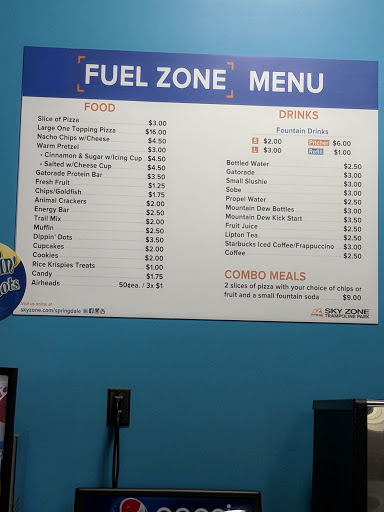 FUEL ZONE MENU
FOOD
Slice of Pizza $3.00
Large One Topping Pizza $16.00
Nacho Chips w/Cheese $4.50
Warm Pretzel $3.00
• Cinnamon & Sugar w/Icing Cup $4.50
• Salted w/Cheese Cup $4.50
Gatorade Protein Bar $3.50
Fresh Fruit $1.25
Chips/Goldfish $1.75
Animal Crackers $2.00
Energy Bar $2.50
Trail Mix $2.00
Muffin $2.50
Dippin' Dots $3.50
Cupcakes $2.00
Cookies $2.00
Rice Krispies Treats $1.00
Candy $1.75
Airheads 50¢ea. / 3x $1
Visit us online at
skyzone.com/springdale
DRINKS
Fountain Drinks
S $2.00 Pitcher $6.00
L $3.00 Refill $1.00
Bottled Water $2.50
Gatorade $3.00
Small Slushie $3.00
Sobe $3.00
Propel Water $2.50
Mountain Dew Bottles $3.00
Mountain Dew Kick Start $3.50
Fruit Juice $2.50
Lipton Tea $2.50
Starbucks Iced Coffee/Frappuccino $3.00
Coffee $2.50
COMBO MEALS
2 slices of pizza with your choice of chips or
fruit and a small fountain soda $9.00
SKY ZONE
TRAMPOLINE PARK